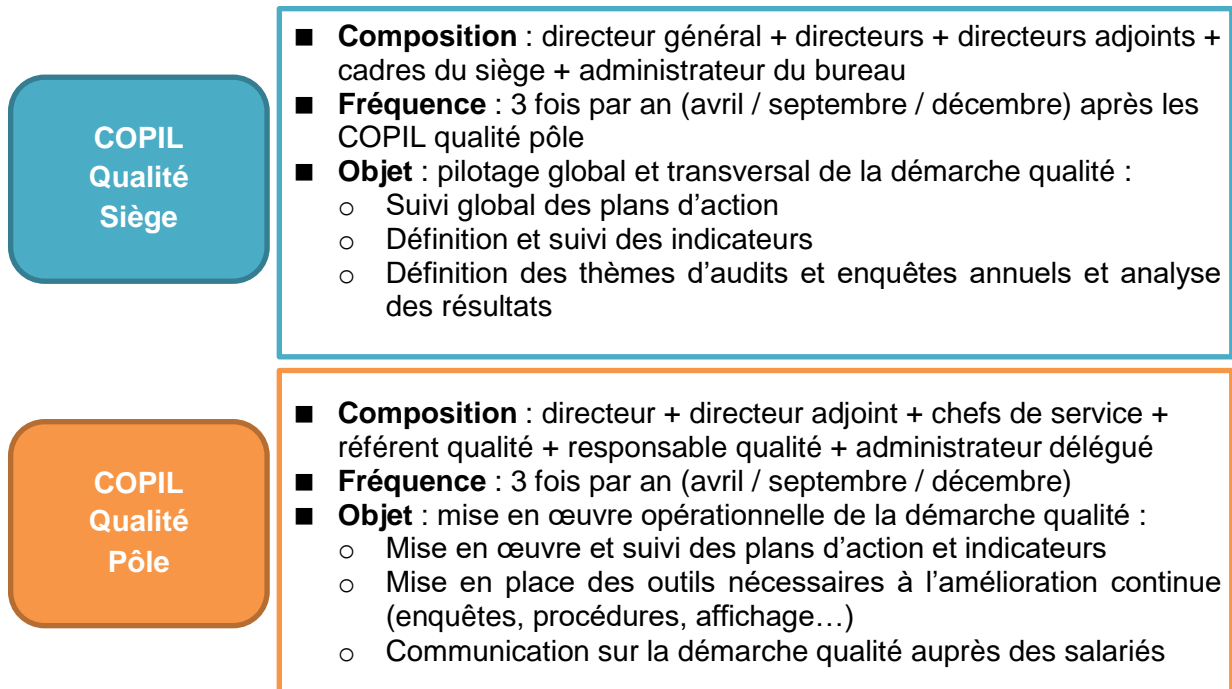 COPIL
Qualité
Siège
■ Composition : directeur général + directeurs + directeurs adjoints +
cadres du siège + administrateur du bureau
■ Fréquence : 3 fois par an (avril / septembre / décembre) après les
COPIL qualité pôle
■ Objet : pilotage global et transversal de la démarche qualité :
o Suivi global des plans d’action
o Définition et suivi des indicateurs
o Définition des thèmes d’audits et enquêtes annuels et analyse
des résultats
COPIL
Qualité
Pôle
■ Composition : directeur + directeur adjoint + chefs de service +
référent qualité + responsable qualité + administrateur délégué
■ Fréquence : 3 fois par an (avril / septembre / décembre)
■ Objet : mise en œuvre opérationnelle de la démarche qualité :
o Mise en œuvre et suivi des plans d’action et indicateurs
o Mise en place des outils nécessaires à l’amélioration continue
(enquêtes, procédures, affichage…)
o Communication sur la démarche qualité auprès des salariés